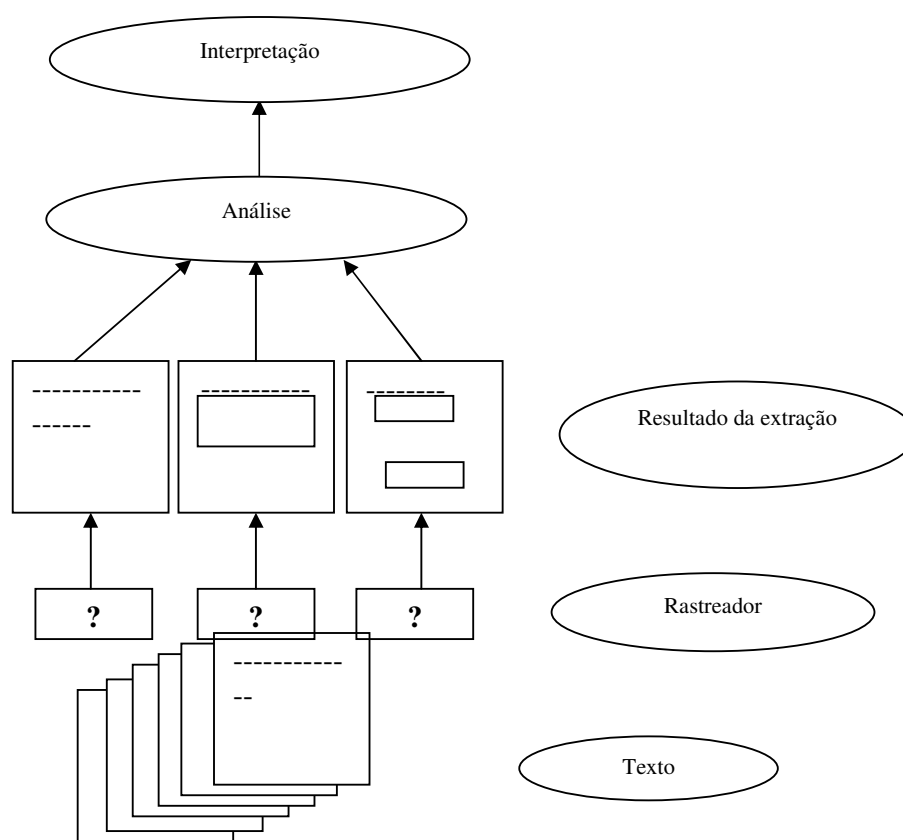 Interpretação
Análise
Resultado da extração
? ? ?
Rastreador
Texto